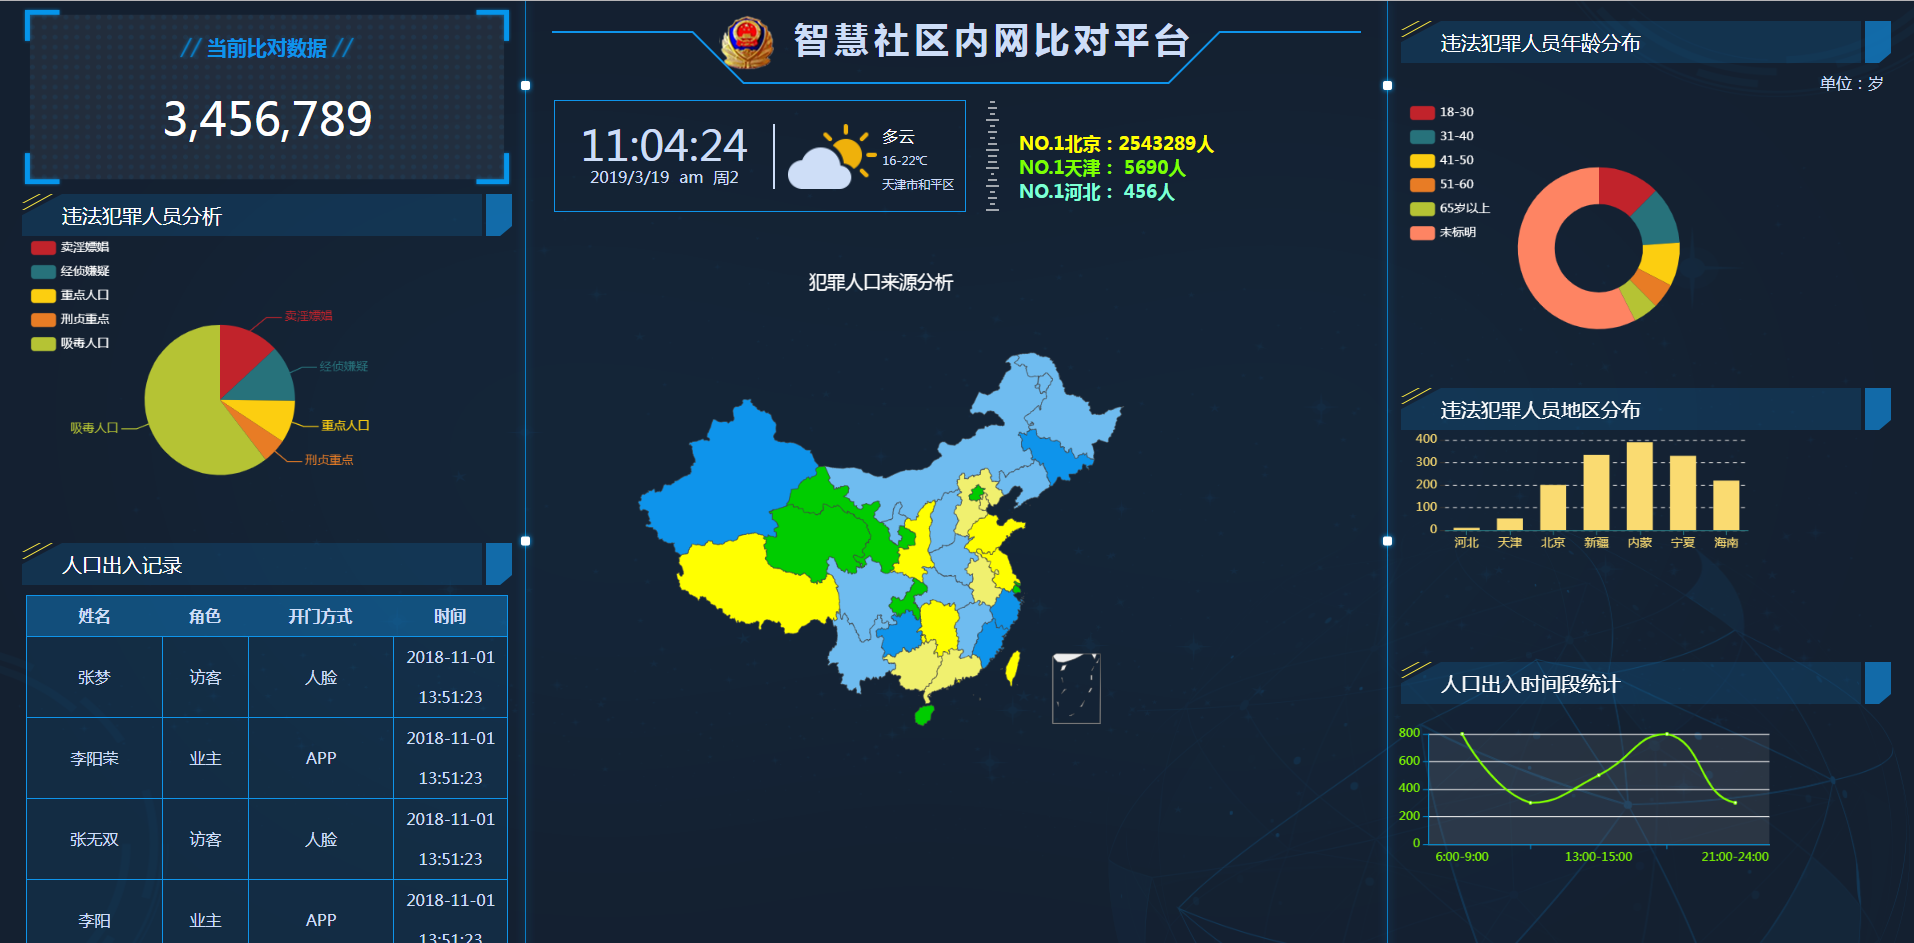 // 当前比对数据 //
3,456,789
违法犯罪人员分析
卖淫嫖娼
经侦嫌疑
重点人口
刑贞重点
吸毒人口
卖淫嫖娼
经侦嫌疑
重点人口
刑贞重点
吸毒人口
人口出入记录
姓名 角色 开门方式 时间
张梦 访客 人脸 2018-11-01
13:51:23
李阳荣 业主 APP 2018-11-01
13:51:23
张无双 访客 人脸 2018-11-01
13:51:23
李阳 业主 APP 2018-11-01
13:51:23
智慧社区内网比对平台
11:04:24
2019/3/19 am 周2
多云
16-22℃
天津市和平区
NO.1北京：2543289人
NO.1天津： 5690人
NO.1河北： 456人
犯罪人口来源分析
违法犯罪人员年龄分布
单位：岁
18-30
31-40
41-50
51-60
65岁以上
未标明
违法犯罪人员地区分布
400
300
200
100
0
河北 天津 北京 新疆 内蒙 宁夏 海南
人口出入时间段统计
800
600
400
200
0
6:00-9:00 13:00-15:00 21:00-24:00